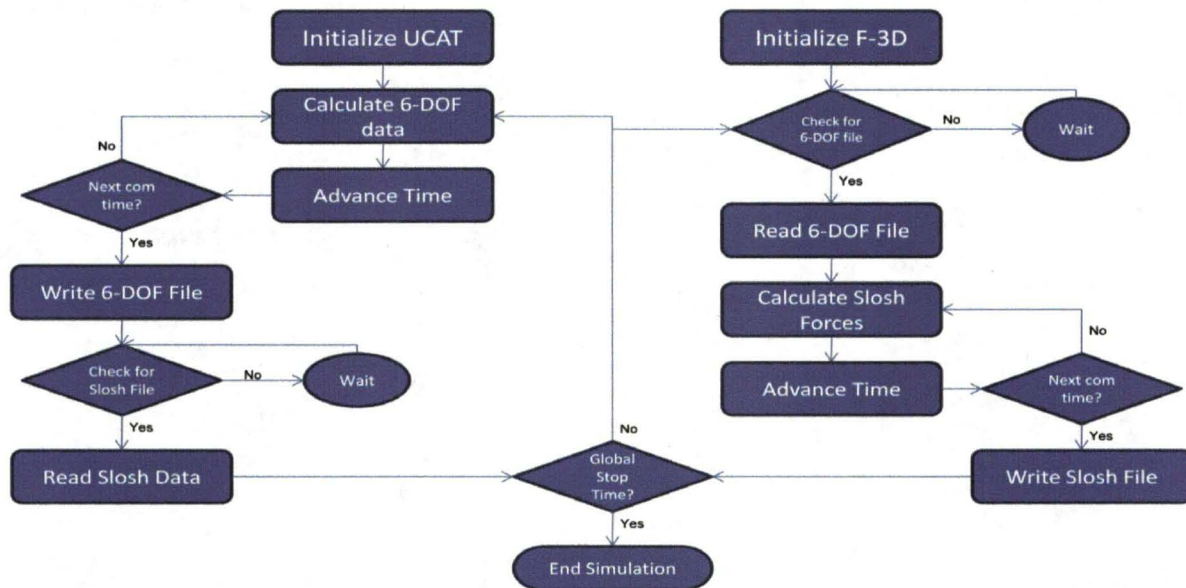 Initialize UCAT
Calculate 6-DOF
data
No
Next com
time?
Advance Time
Yes
Write 6-DOF File
Check for
Slosh File
No
Wait
Yes
Read Slosh Data
Initialize F-3D
Check for
6-DOF file
No
Wait
Yes
Read 6-DOF File
Calculate Slosh
Forces
No
Advance Time
Next com
time?
Yes
Write Slosh File
No
Global
Stop
Time?
Yes
End Simulation